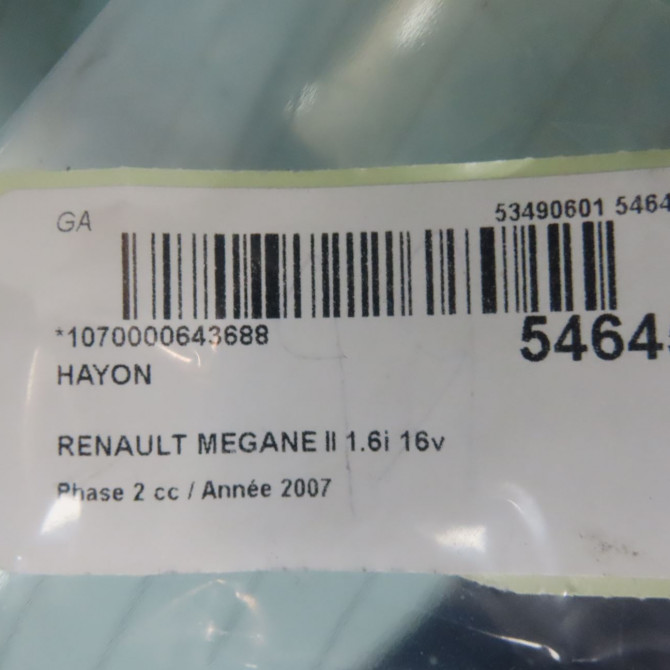 GA
53490601 5464
*1070000643688
5464
HAYON
RENAULT MEGANE II 1.6i 16v
Phase 2 cc / Année 2007